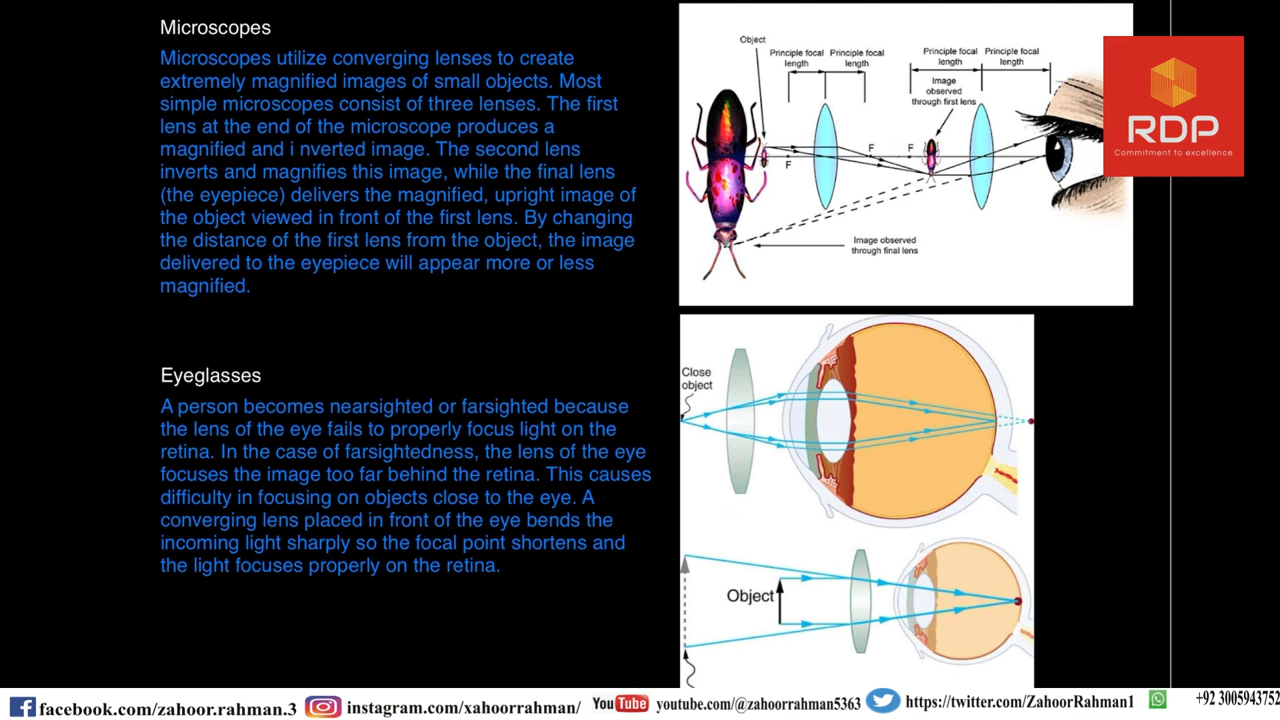 Microscopes
Microscopes utilize converging lenses to create
extremely magnified images of small objects. Most
simple microscopes consist of three lenses. The first
lens at the end of the microscope produces a
magnified and i nverted image. The second lens
inverts and magnifies this image, while the final lens
(the eyepiece) delivers the magnified, upright image of
the object viewed in front of the first lens. By changing
the distance of the first lens from the object, the image
delivered to the eyepiece will appear more or less
magnified.
Object
Principle focal
length
Principle focal
length
Principle focal
length
Principle focal
length
Image
observed
through first lens
F
F
F
Image observed
through final lens
RDP
Commitment to excellence
Eyeglasses
A person becomes nearsighted or farsighted because
the lens of the eye fails to properly focus light on the
retina. In the case of farsightedness, the lens of the eye
focuses the image too far behind the retina. This causes
difficulty in focusing on objects close to the eye. A
converging lens placed in front of the eye bends the
incoming light sharply so the focal point shortens and
the light focuses properly on the retina.
Close
object
Object
facebook.com/zahoor.rahman.3
instagram.com/xahoorrahman/
YouTube
youtube.com/@zahoorrahman5363
https://twitter.com/ZahoorRahman1
+92 3005943752